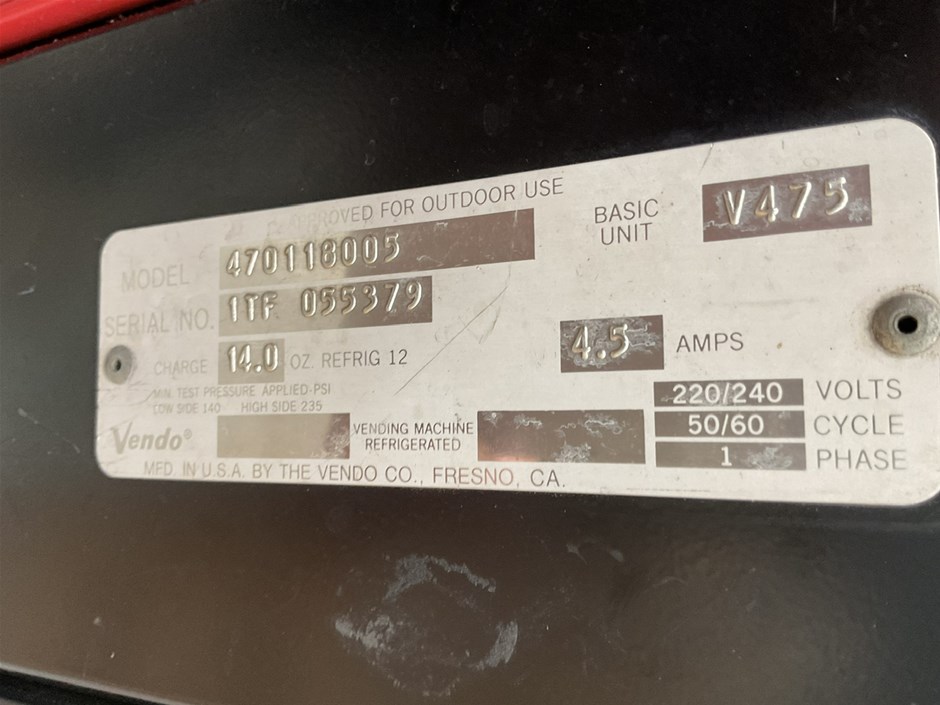 APPROVED FOR OUTDOOR USE
MODEL 470118005
BASIC UNIT V475
SERIAL NO. 1TF 055379
CHARGE 14.0 OZ. REFRIG 12
4.5 AMPS
MIN. TEST PRESSURE APPLIED-PSI
LOW SIDE 140 HIGH SIDE 235
220/240 VOLTS
Vendo®
VENDING MACHINE
REFRIGERATED
50/60 CYCLE
1 PHASE
MFD. IN U.S.A. BY THE VENDO CO., FRESNO, CA.